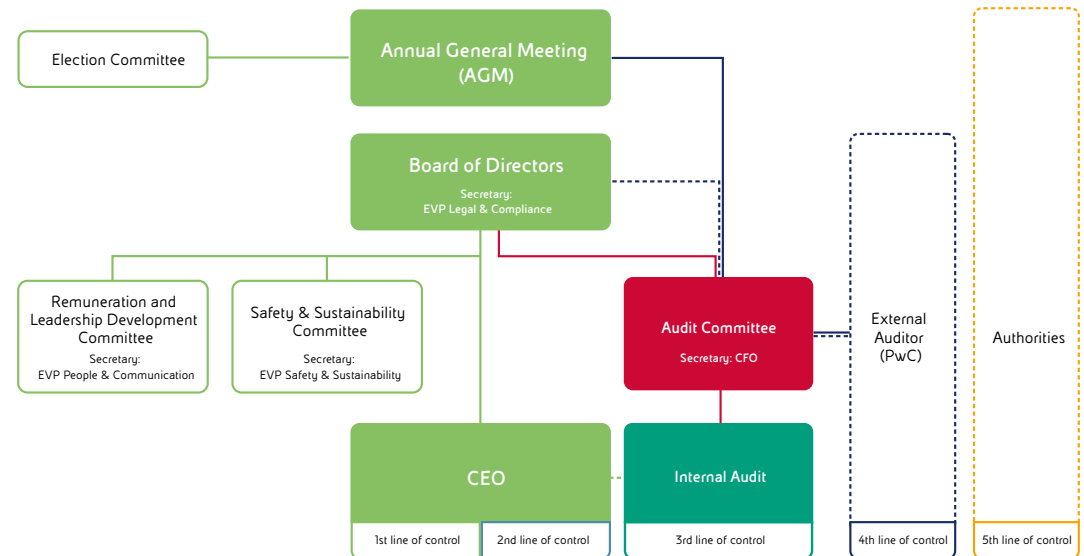 Election Committee
Annual General Meeting
(AGM)
Board of Directors
Secretary:
EVP Legal & Compliance
Remuneration and
Leadership Development
Committee
Secretary:
EVP People & Communication
Safety & Sustainability
Committee
Secretary:
EVP Safety & Sustainability
Audit Committee
Secretary: CFO
External
Auditor
(PwC)
Authorities
CEO
Internal Audit
1st line of control
2nd line of control
3rd line of control
4th line of control
5th line of control